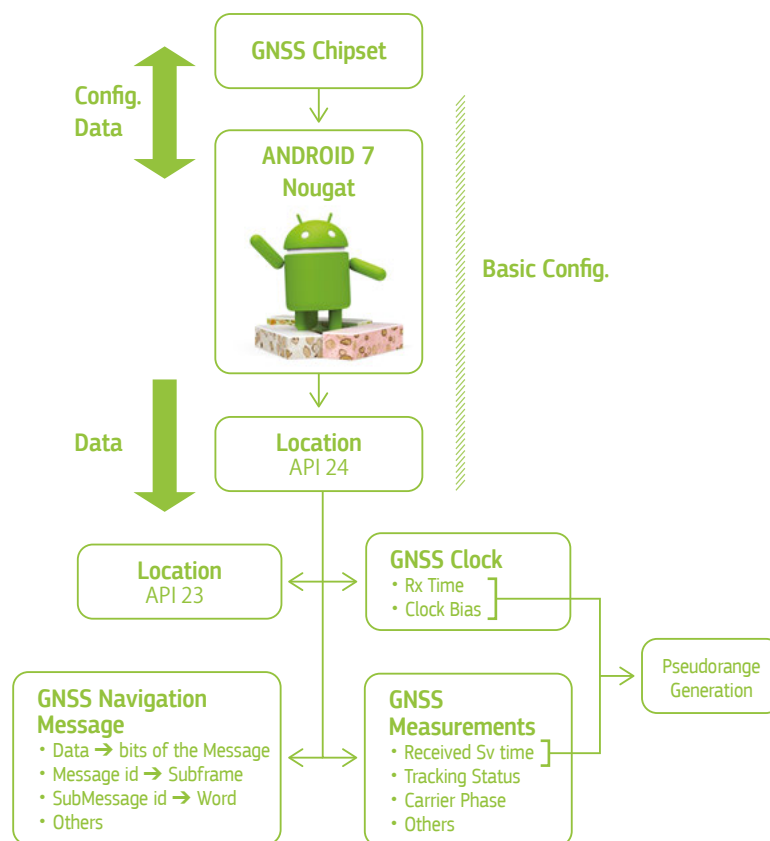 GNSS Chipset
Config.
Data
ANDROID 7
Nougat
Basic Config.
Data
Location
API 24
Location
API 23
GNSS Clock
• Rx Time
• Clock Bias
Pseudorange
Generation
GNSS Navigation
Message
• Data ➔ bits of the Message
• Message id ➔ Subframe
• SubMessage id ➔ Word
• Others
GNSS
Measurements
• Received Sv time
• Tracking Status
• Carrier Phase
• Others